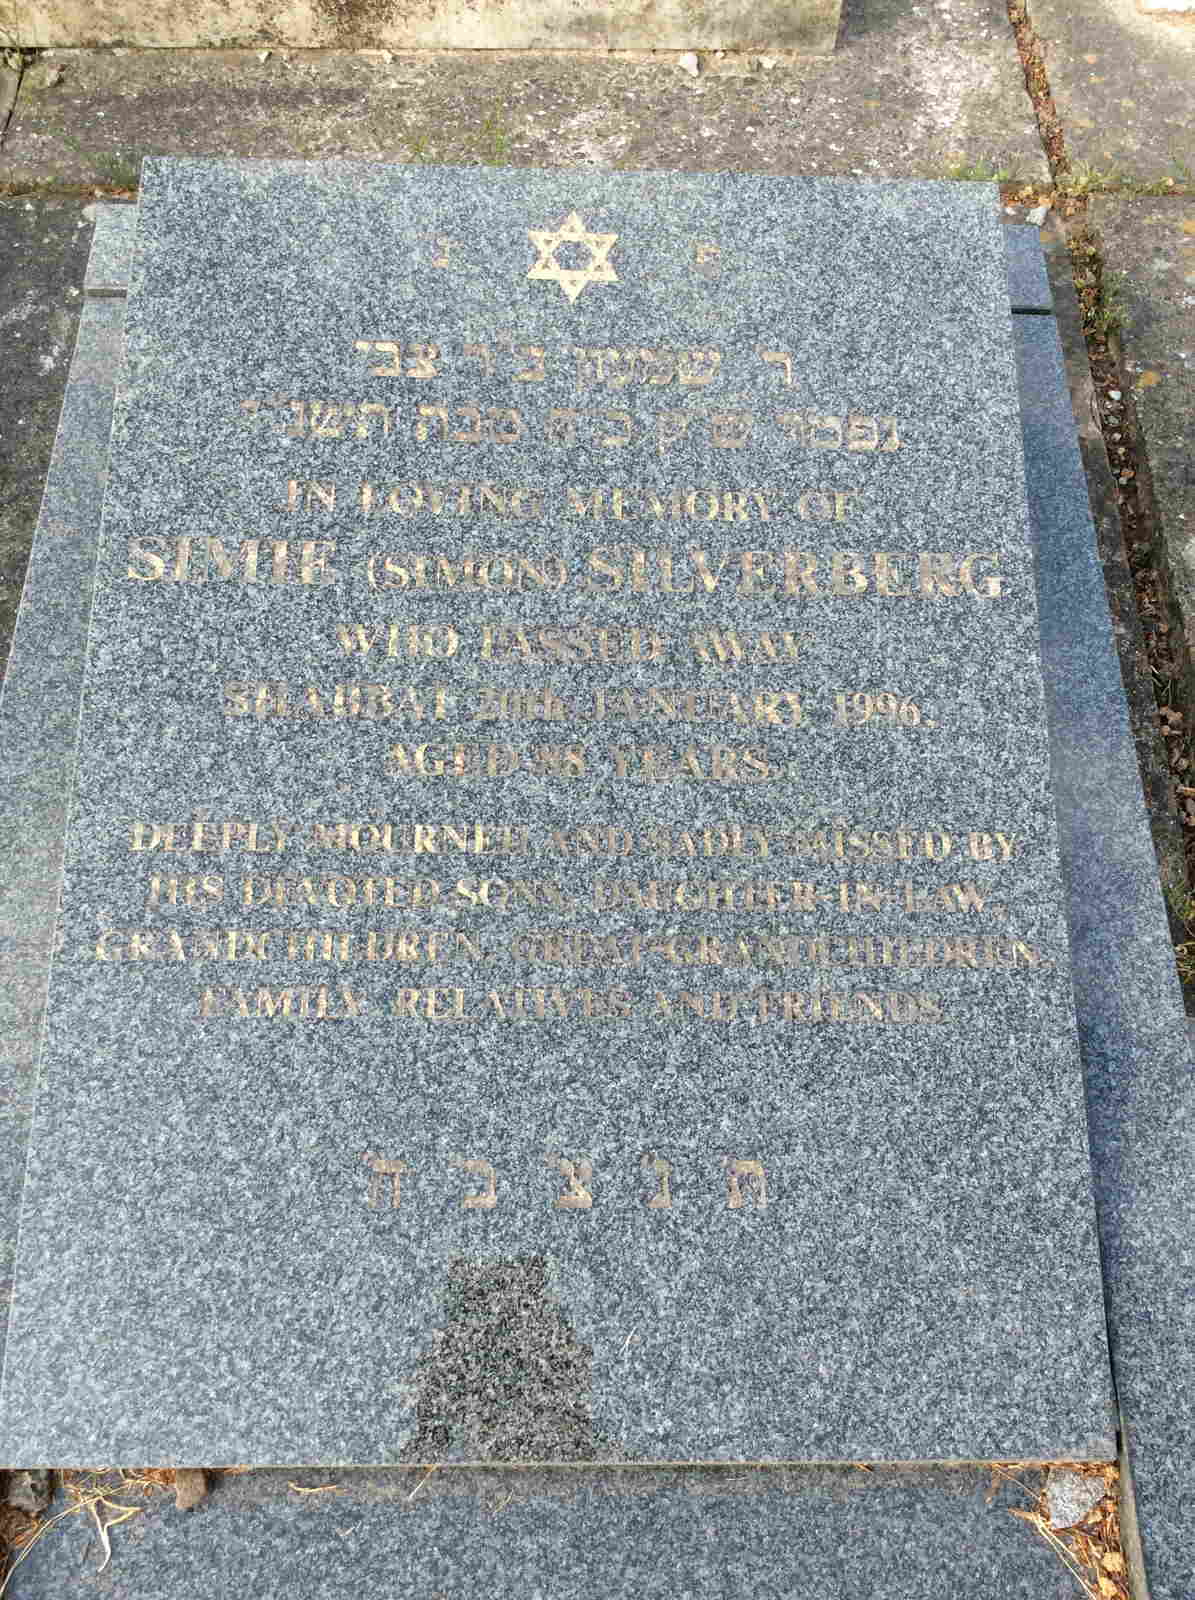 פ נ
ר' שמעון ב"ר צבי
נפטר ש"ק כ"ח טבת תשנ"ו
IN LOVING MEMORY OF
SIMIE (SIMON) SILVERBERG
WHO PASSED AWAY
SHABBAT 20th JANUARY 1996.
AGED 88 YEARS.
DEEPLY MOURNED AND SADLY MISSED BY
HIS DEVOTED SONS, DAUGHTER-IN-LAW,
GRANDCHILDREN, GREAT-GRANDCHILDREN,
FAMILY, RELATIVES AND FRIENDS.
ת' נ' צ' ב' ה'